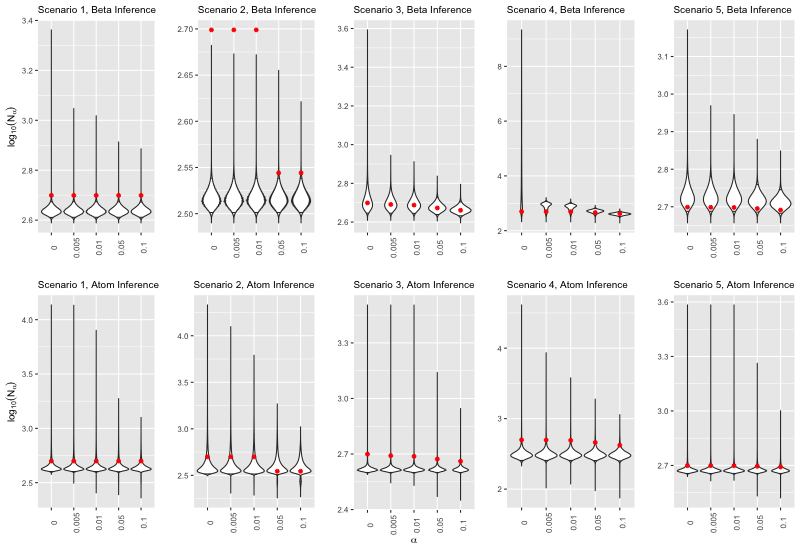 Scenario 1, Beta Inference
Scenario 2, Beta Inference
Scenario 3, Beta Inference
Scenario 4, Beta Inference
Scenario 5, Beta Inference
log10(Nn)
3.4
3.2
3.0
2.8
2.6
2.70
2.65
2.60
2.55
2.50
3.6
3.4
3.2
3.0
2.8
2.6
8
6
4
2
3.1
3.0
2.9
2.8
2.7
0 0.005 0.01 0.05 0.1
0 0.005 0.01 0.05 0.1
0 0.005 0.01 0.05 0.1
0 0.005 0.01 0.05 0.1
0 0.005 0.01 0.05 0.1
Scenario 1, Atom Inference
Scenario 2, Atom Inference
Scenario 3, Atom Inference
Scenario 4, Atom Inference
Scenario 5, Atom Inference
log10(Nn)
4.0
3.5
3.0
2.5
4.0
3.5
3.0
2.5
3.3
3.0
2.7
2.4
4
3
2
3.6
3.3
3.0
2.7
0 0.005 0.01 0.05 0.1
0 0.005 0.01 0.05 0.1
0 0.005 0.01 0.05 0.1
0 0.005 0.01 0.05 0.1
0 0.005 0.01 0.05 0.1
α